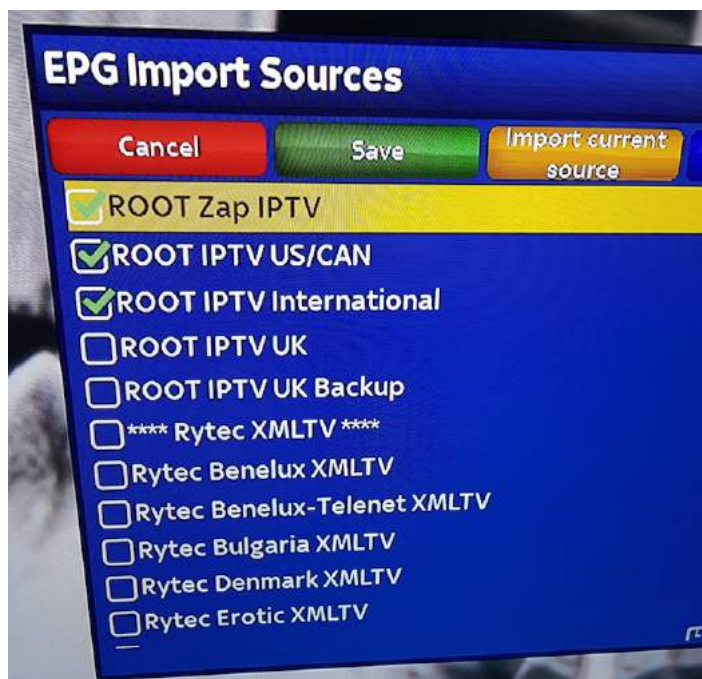 EPG Import Sources
Cancel
Save
Import current
source
ROOT Zap IPTV
ROOT IPTV US/CAN
ROOT IPTV International
ROOT IPTV UK
ROOT IPTV UK Backup
**** Rytec XMLTV ****
Rytec Benelux XMLTV
Rytec Benelux-Telenet XMLTV
Rytec Bulgaria XMLTV
Rytec Denmark XMLTV
Rytec Erotic XMLTV